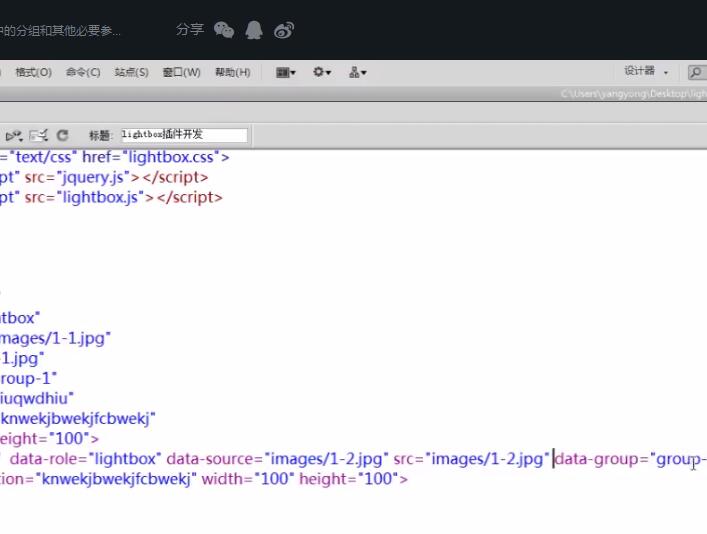 中的分组和其他必要参... 分享
格式(O) 命令(C) 站点(S) 窗口(W) 帮助(H) 设计器
C:\Users\yangyong\Desktop\ligh
标题: lightbox插件开发
="text/css" href="lightbox.css">
pt" src="jquery.js"></script>
pt" src="lightbox.js"></script>
htbox"
mages/1-1.jpg"
-1.jpg"
roup-1"
iuqwdhiu"
knwekjbwekjfcbwekj"
eight="100">
" data-role="lightbox" data-source="images/1-2.jpg" src="images/1-2.jpg" data-group="group-
tion="knwekjbwekjfcbwekj" width="100" height="100">